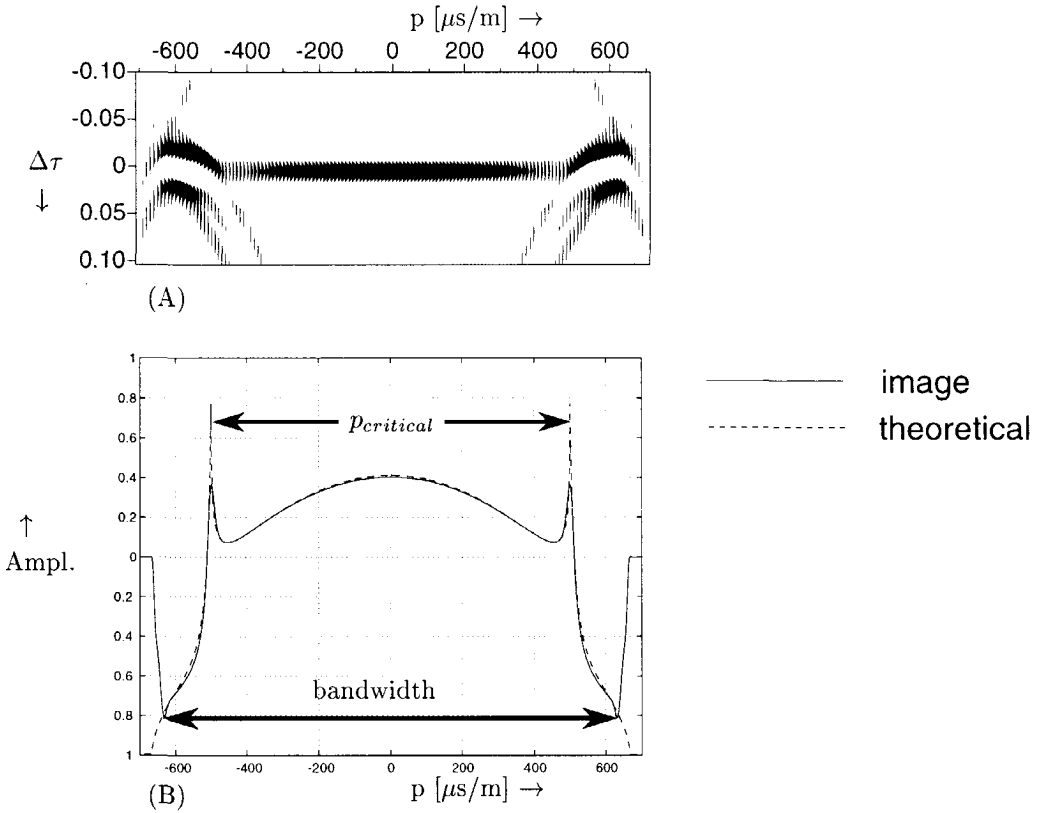 p [μs/m] →
-600 -400 -200 0 200 400 600
-0.10
-0.05
0
0.05
0.10
Δτ
↓
(A)
1
0.8
0.6
0.4
0.2
0
0.2
0.4
0.6
0.8
1
↑
Ampl.
p_critical
bandwidth
-600 -400 -200 0 200 400 600
p [μs/m] →
(B)
image
theoretical